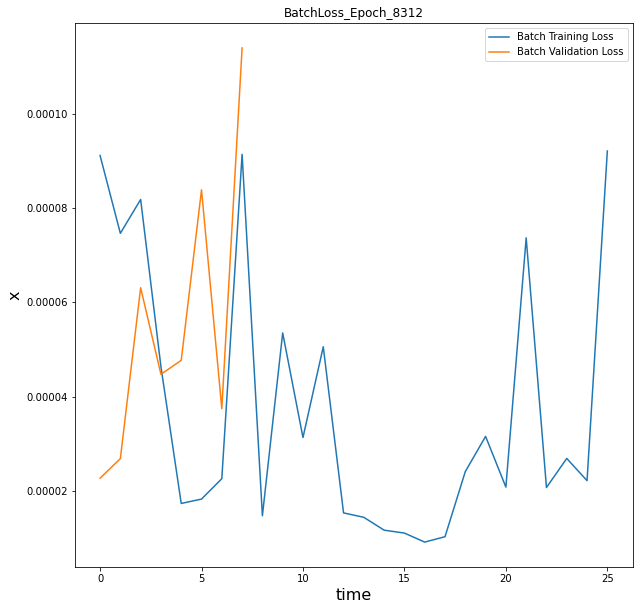 BatchLoss_Epoch_8312
Batch Training Loss
Batch Validation Loss
0.00010
0.00008
0.00006
0.00004
0.00002
x
0 5 10 15 20 25
time